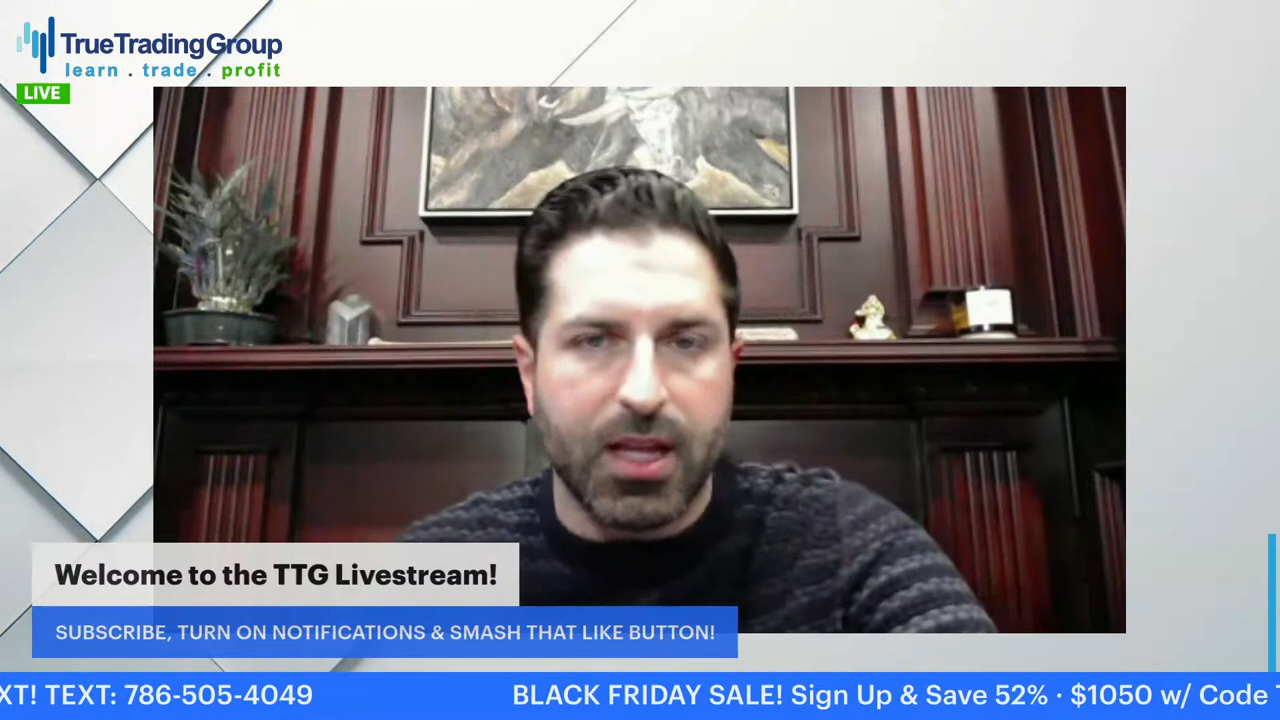 TrueTradingGroup
learn . trade . profit
LIVE
Welcome to the TTG Livestream!
SUBSCRIBE, TURN ON NOTIFICATIONS & SMASH THAT LIKE BUTTON!
XT! TEXT: 786-505-4049 BLACK FRIDAY SALE! Sign Up & Save 52% · $1050 w/ Code